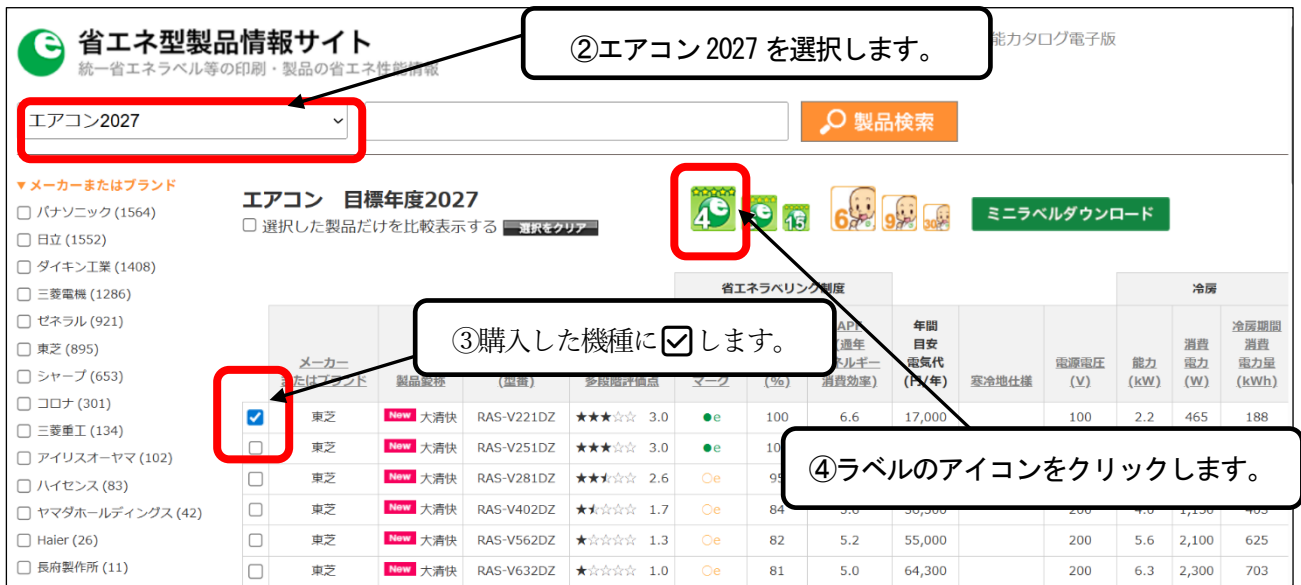 省エネ型製品情報サイト
統一省エネラベル等の印刷・製品の省エネ性能情報
能カタログ電子版
②エアコン 2027 を選択します。
エアコン2027
製品検索
▼メーカーまたはブランド
パナソニック (1564)
日立 (1552)
ダイキン工業 (1408)
三菱電機 (1286)
ゼネラル (921)
東芝 (895)
シャープ (653)
コロナ (301)
三菱重工 (134)
アイリスオーヤマ (102)
ハイセンス (83)
ヤマダホールディングス (42)
Haier (26)
長府製作所 (11)
エアコン 目標年度2027
選択した製品だけを比較表示する 選択をクリア
4 15 6 9 30
ミニラベルダウンロード
③購入した機種に☑します。
④ラベルのアイコンをクリックします。
省エネラベリング制度 冷房
メーカーまたはブランド 製品愛称 (型番) 多段階評価点 マーク (%) 消費効率) 年間目安電気代(円/年) 寒冷地仕様 電源電圧(V) 能力(kW) 消費電力(W) 冷房期間消費電力量(kWh)
東芝 New 大清快 RAS-V221DZ ★★★☆☆ 3.0 ●e 100 6.6 17,000 100 2.2 465 188
東芝 New 大清快 RAS-V251DZ ★★★☆☆ 3.0 ●e
東芝 New 大清快 RAS-V281DZ ★★☆☆ 2.6 ○e
東芝 New 大清快 RAS-V402DZ ★☆☆☆ 1.7 ○e 84
東芝 New 大清快 RAS-V562DZ ★☆☆☆☆ 1.3 ○e 82 5.2 55,000 200 5.6 2,100 625
東芝 New 大清快 RAS-V632DZ ★☆☆☆☆ 1.0 ○e 81 5.0 64,300 200 6.3 2,300 703